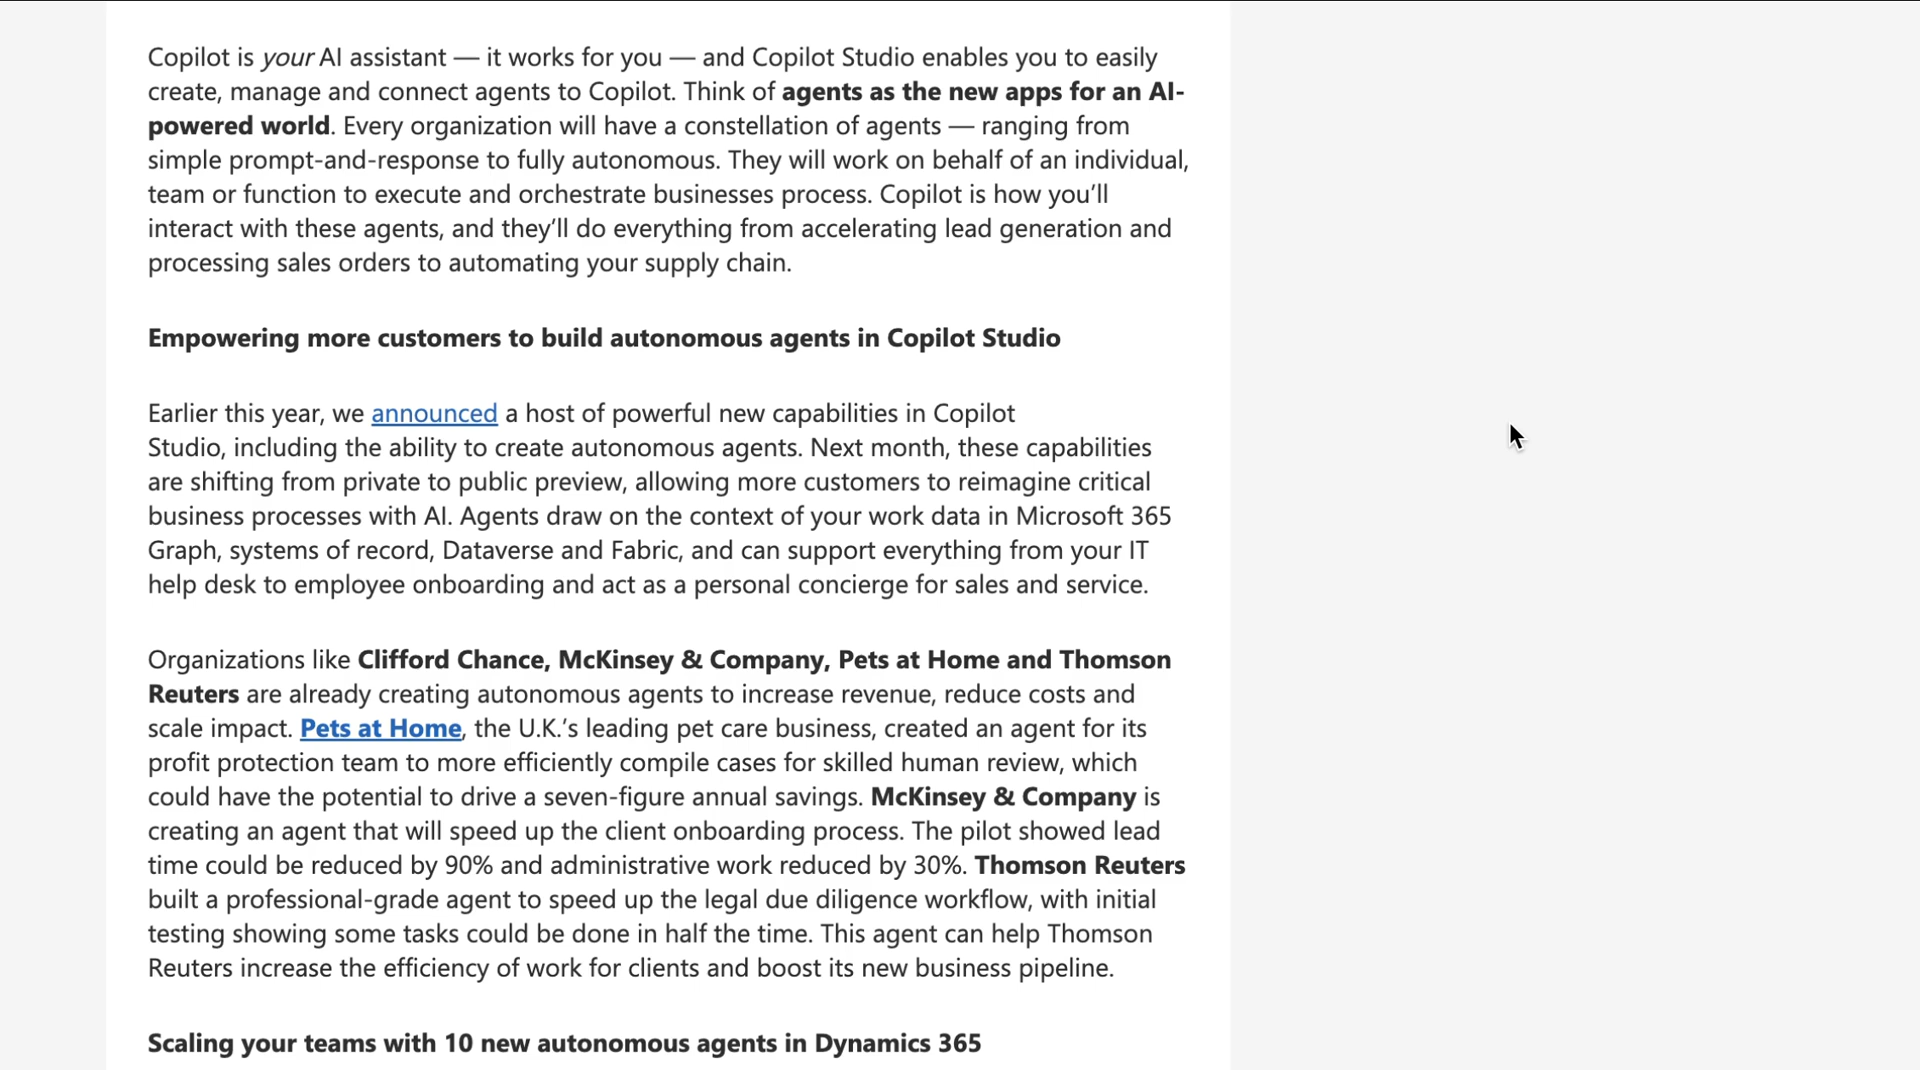 Copilot is your AI assistant — it works for you — and Copilot Studio enables you to easily
create, manage and connect agents to Copilot. Think of agents as the new apps for an AI-
powered world. Every organization will have a constellation of agents — ranging from
simple prompt-and-response to fully autonomous. They will work on behalf of an individual,
team or function to execute and orchestrate businesses process. Copilot is how you’ll
interact with these agents, and they’ll do everything from accelerating lead generation and
processing sales orders to automating your supply chain.
Empowering more customers to build autonomous agents in Copilot Studio
Earlier this year, we announced a host of powerful new capabilities in Copilot
Studio, including the ability to create autonomous agents. Next month, these capabilities
are shifting from private to public preview, allowing more customers to reimagine critical
business processes with AI. Agents draw on the context of your work data in Microsoft 365
Graph, systems of record, Dataverse and Fabric, and can support everything from your IT
help desk to employee onboarding and act as a personal concierge for sales and service.
Organizations like Clifford Chance, McKinsey & Company, Pets at Home and Thomson
Reuters are already creating autonomous agents to increase revenue, reduce costs and
scale impact. Pets at Home, the U.K.’s leading pet care business, created an agent for its
profit protection team to more efficiently compile cases for skilled human review, which
could have the potential to drive a seven-figure annual savings. McKinsey & Company is
creating an agent that will speed up the client onboarding process. The pilot showed lead
time could be reduced by 90% and administrative work reduced by 30%. Thomson Reuters
built a professional-grade agent to speed up the legal due diligence workflow, with initial
testing showing some tasks could be done in half the time. This agent can help Thomson
Reuters increase the efficiency of work for clients and boost its new business pipeline.
Scaling your teams with 10 new autonomous agents in Dynamics 365